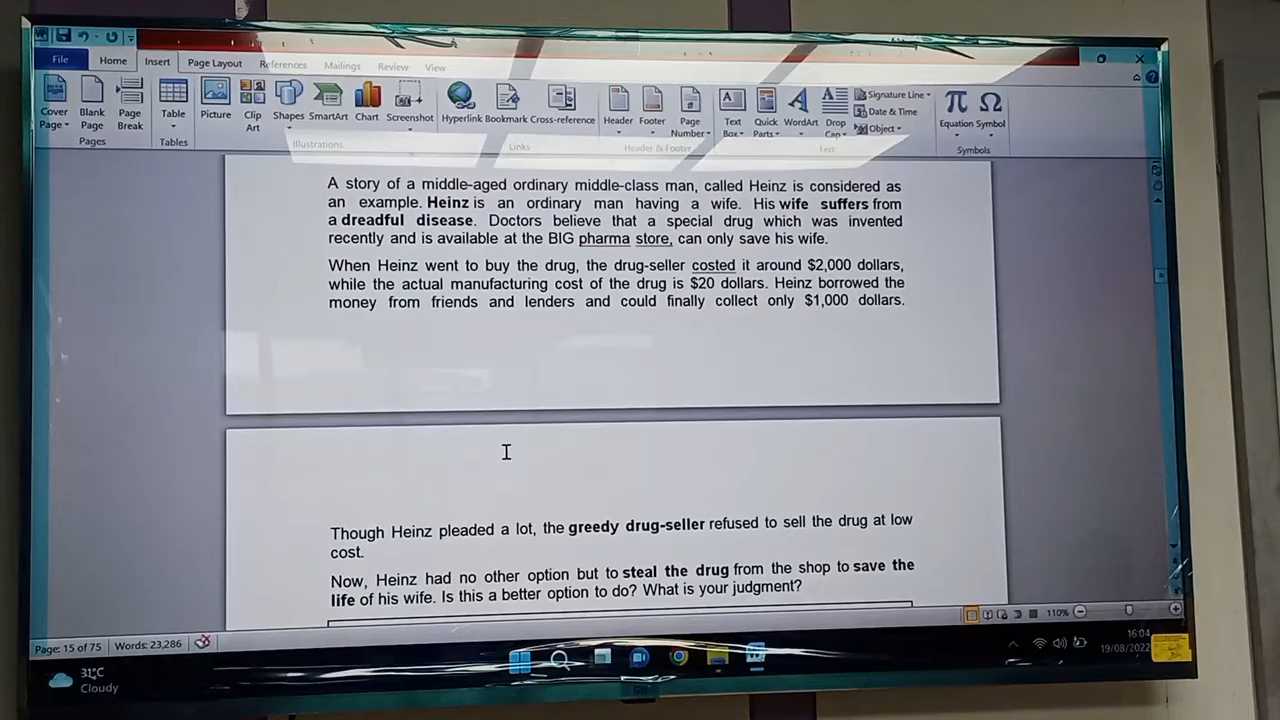 File Home Insert Page Layout References Mailings Review View
Cover Page Blank Page Page Break Table Picture Clip Art Shapes SmartArt Chart Screenshot Hyperlink Bookmark Cross-reference Header Footer Page Number Text Box Quick Parts WordArt Drop Cap Signature Line Date & Time Object Equation Symbol
Pages Tables Illustrations Links Header & Footer Text Symbols
A story of a middle-aged ordinary middle-class man, called Heinz is considered as
an example. Heinz is an ordinary man having a wife. His wife suffers from
a dreadful disease. Doctors believe that a special drug which was invented
recently and is available at the BIG pharma store, can only save his wife.
When Heinz went to buy the drug, the drug-seller costed it around $2,000 dollars,
while the actual manufacturing cost of the drug is $20 dollars. Heinz borrowed the
money from friends and lenders and could finally collect only $1,000 dollars.
Though Heinz pleaded a lot, the greedy drug-seller refused to sell the drug at low
cost.
Now, Heinz had no other option but to steal the drug from the shop to save the
life of his wife. Is this a better option to do? What is your judgment?
Page: 15 of 75 Words: 23,286 110%
31°C
Cloudy
16:04
19/08/2022